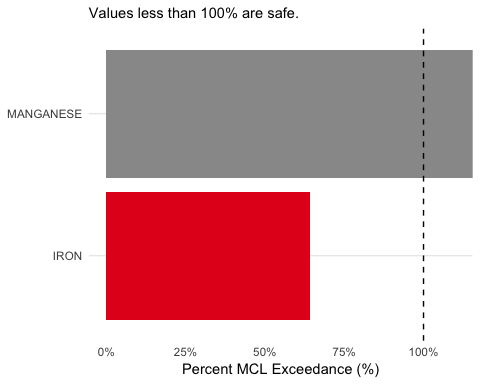 Values less than 100% are safe.
MANGANESE
IRON
0% 25% 50% 75% 100%
Percent MCL Exceedance (%)